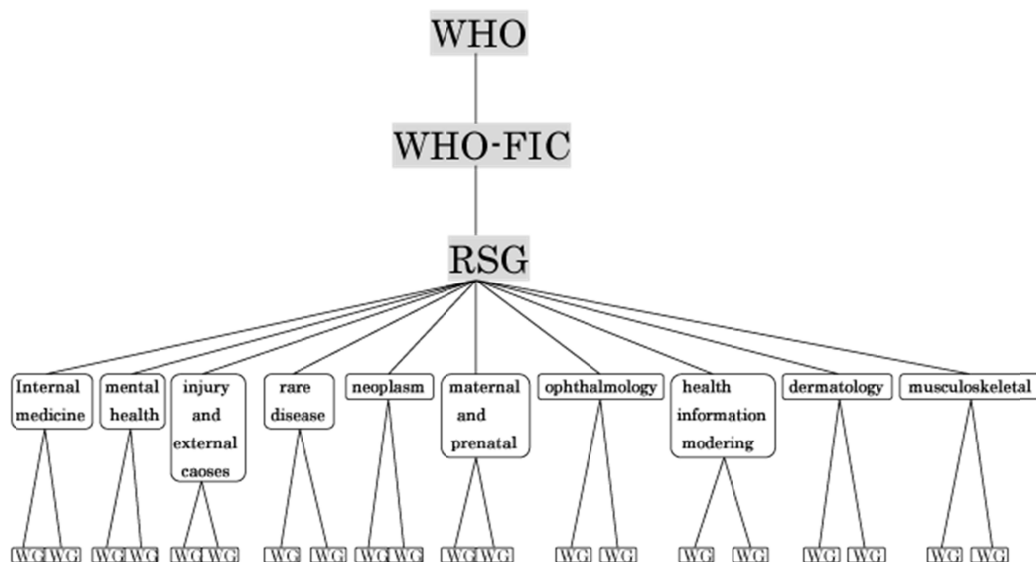 WHO
WHO-FIC
RSG
Internal
medicine
mental
health
injury
and
external
caoses
rare
disease
neoplasm
maternal
and
prenatal
ophthalmology
health
information
modering
dermatology
musculoskeletal
WG WG WG WG WG WG WG WG WG WG WG WG WG WG WG WG WG WG WG WG